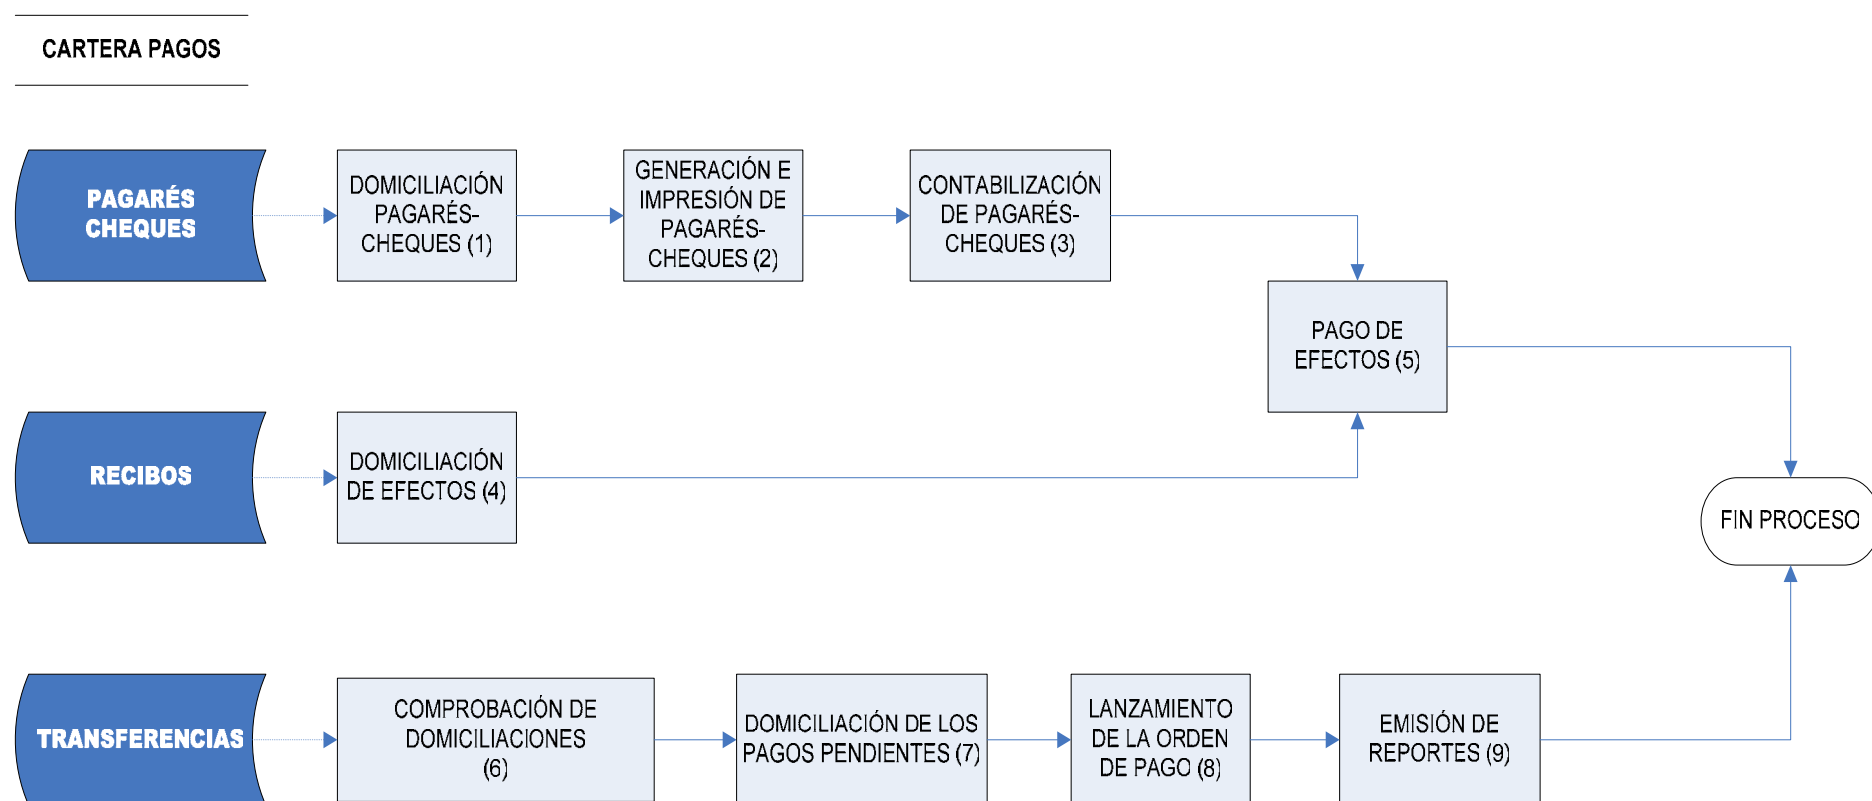 CARTERA PAGOS
PAGARÉS
CHEQUES
DOMICILIACIÓN
PAGARÉS-
CHEQUES (1)
GENERACIÓN E
IMPRESIÓN DE
PAGARÉS-
CHEQUES (2)
CONTABILIZACIÓN
DE PAGARÉS-
CHEQUES (3)
PAGO DE
EFECTOS (5)
RECIBOS
DOMICILIACIÓN
DE EFECTOS (4)
FIN PROCESO
TRANSFERENCIAS
COMPROBACIÓN DE
DOMICILIACIONES
(6)
DOMICILIACIÓN DE LOS
PAGOS PENDIENTES (7)
LANZAMIENTO
DE LA ORDEN
DE PAGO (8)
EMISIÓN DE
REPORTES (9)